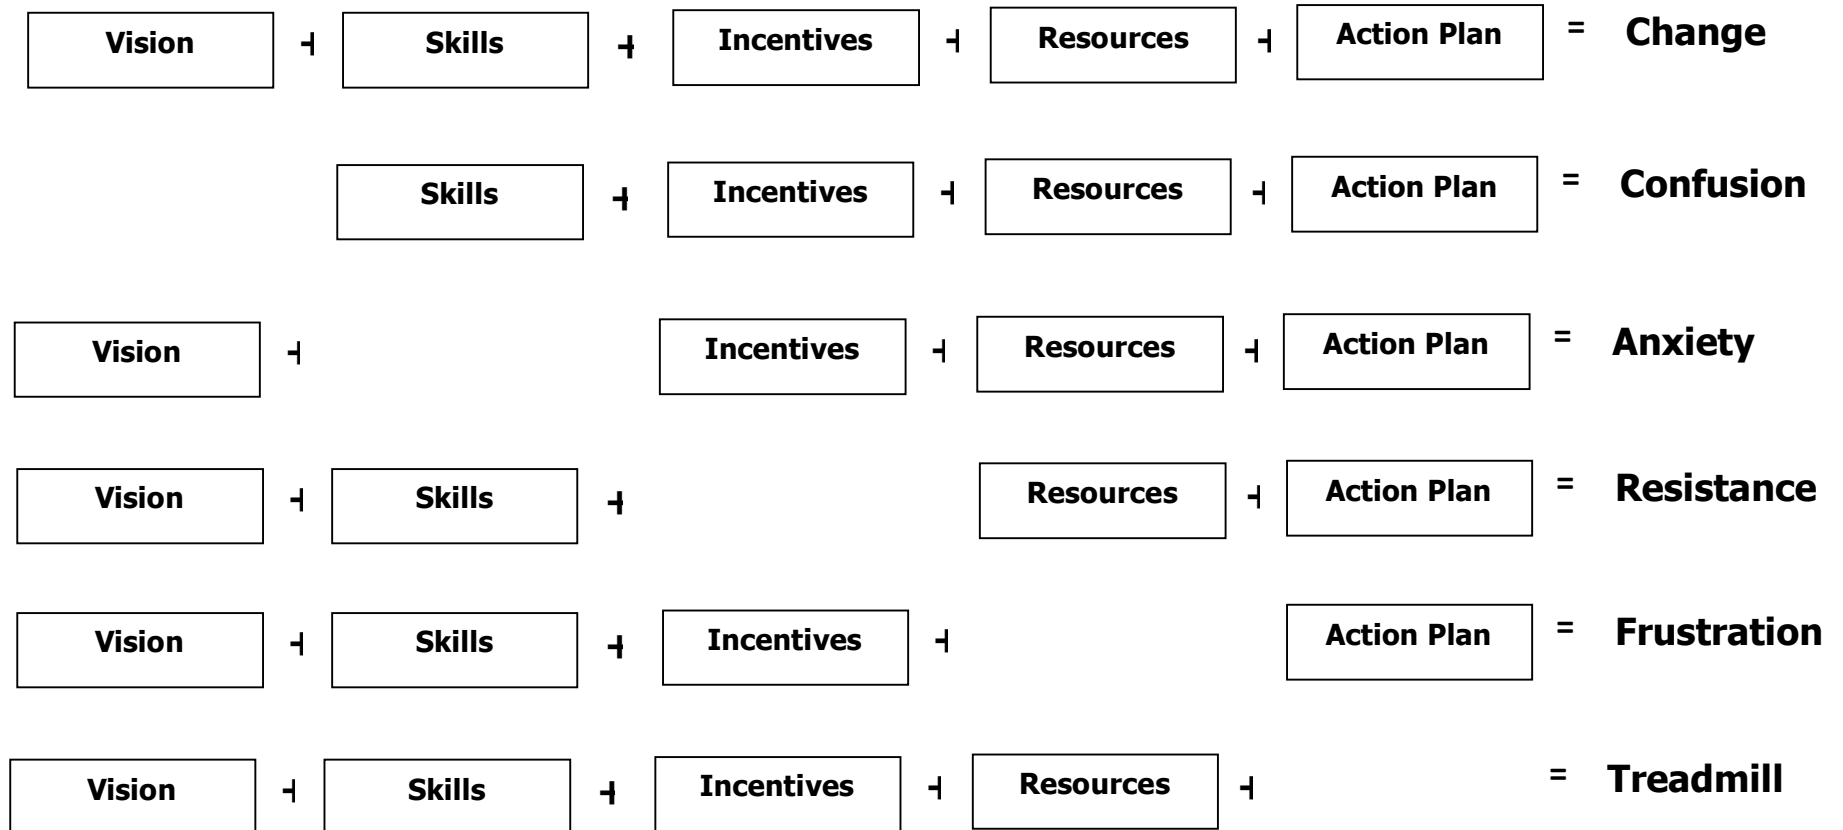 Vision + Skills + Incentives + Resources + Action Plan = Change
Skills + Incentives + Resources + Action Plan = Confusion
Vision + Incentives + Resources + Action Plan = Anxiety
Vision + Skills + Resources + Action Plan = Resistance
Vision + Skills + Incentives + Action Plan = Frustration
Vision + Skills + Incentives + Resources + = Treadmill